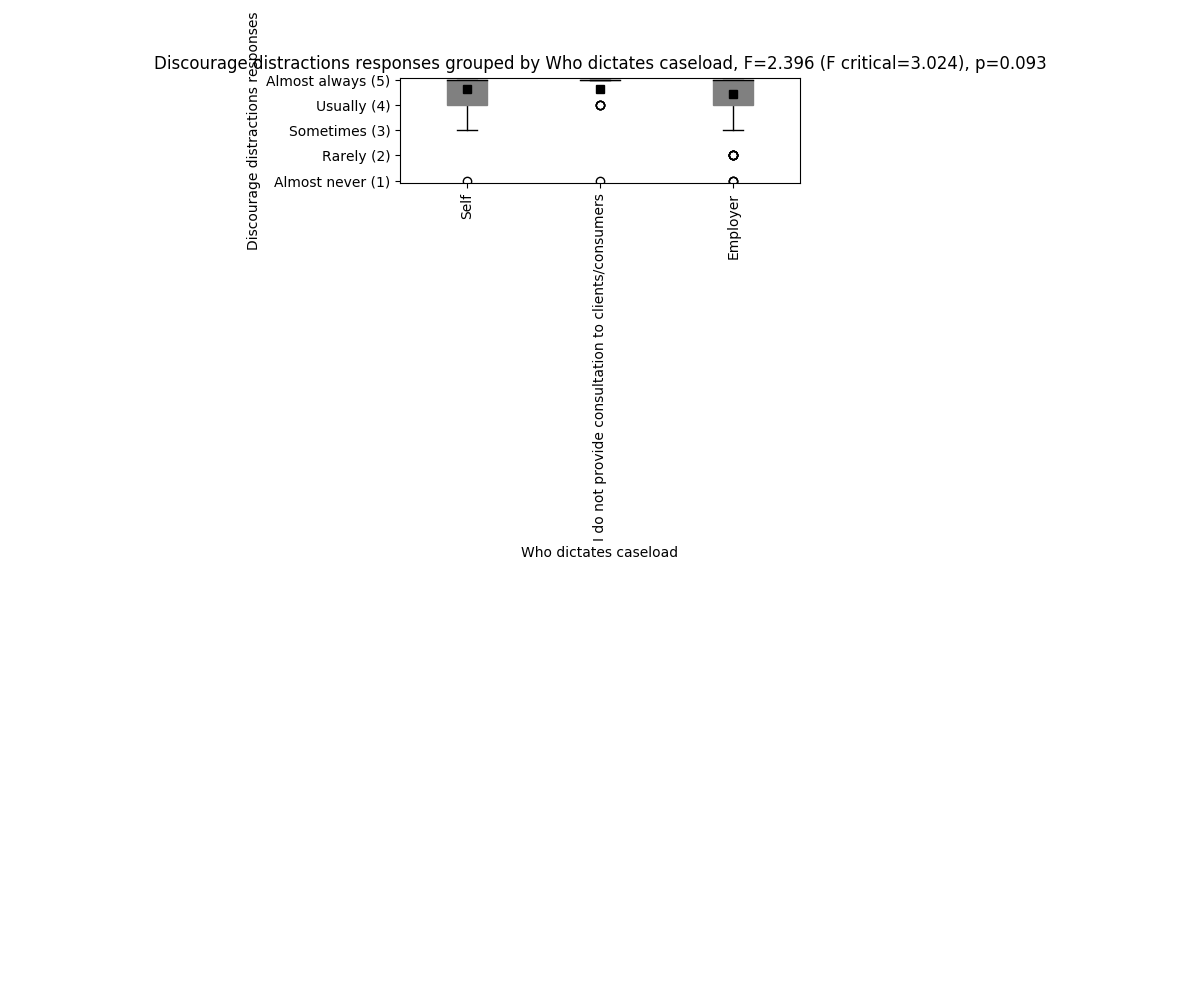 Discourage distractions responses grouped by Who dictates caseload, F=2.396 (F critical=3.024), p=0.093
Discourage distractions responses
Almost always (5)
Usually (4)
Sometimes (3)
Rarely (2)
Almost never (1)
Self
I do not provide consultation to clients/consumers
Employer
Who dictates caseload